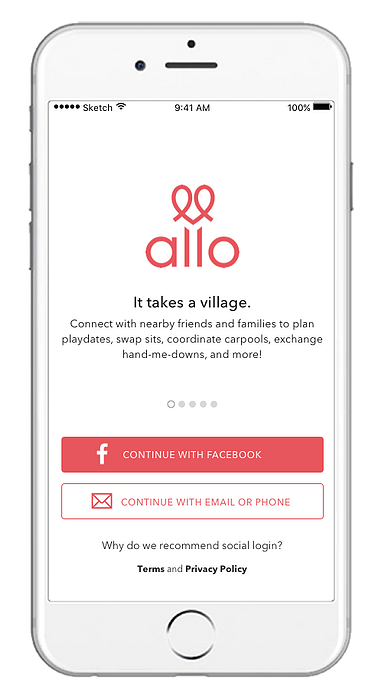 Sketch 9:41 AM 100%
allo
It takes a village.
Connect with nearby friends and families to plan
playdates, swap sits, coordinate carpools, exchange
hand-me-downs, and more!
f CONTINUE WITH FACEBOOK
CONTINUE WITH EMAIL OR PHONE
Why do we recommend social login?
Terms and Privacy Policy